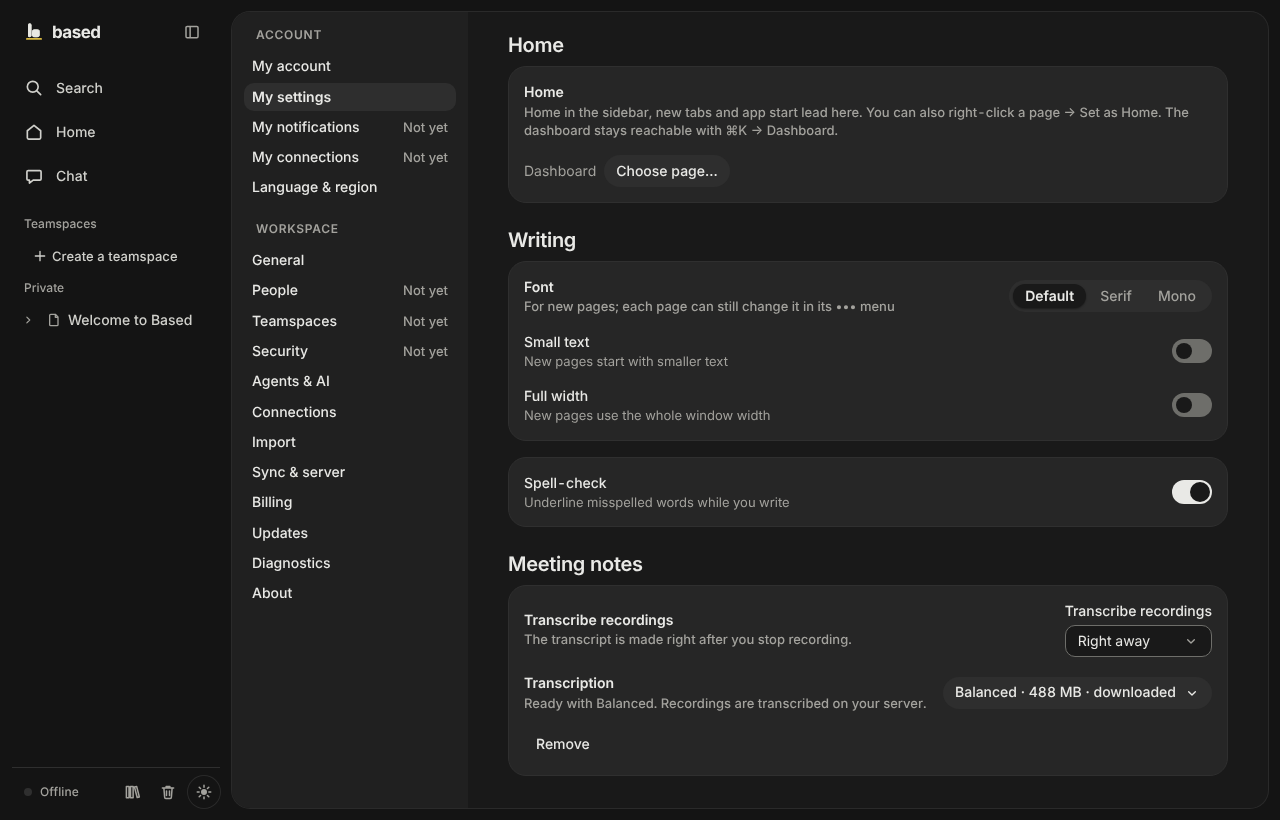 based
Search
Home
Chat
Teamspaces
Create a teamspace
Private
Welcome to Based
Offline
ACCOUNT
My account
My settings
My notifications Not yet
My connections Not yet
Language & region
WORKSPACE
General
People Not yet
Teamspaces Not yet
Security Not yet
Agents & AI
Connections
Import
Sync & server
Billing
Updates
Diagnostics
About
Home
Home
Home in the sidebar, new tabs and app start lead here. You can also right-click a page → Set as Home. The
dashboard stays reachable with ⌘K → Dashboard.
Dashboard Choose page…
Writing
Font
For new pages; each page can still change it in its ••• menu
Default Serif Mono
Small text
New pages start with smaller text
Full width
New pages use the whole window width
Spell-check
Underline misspelled words while you write
Meeting notes
Transcribe recordings
The transcript is made right after you stop recording.
Transcribe recordings
Right away
Transcription
Ready with Balanced. Recordings are transcribed on your server.
Balanced · 488 MB · downloaded
Remove